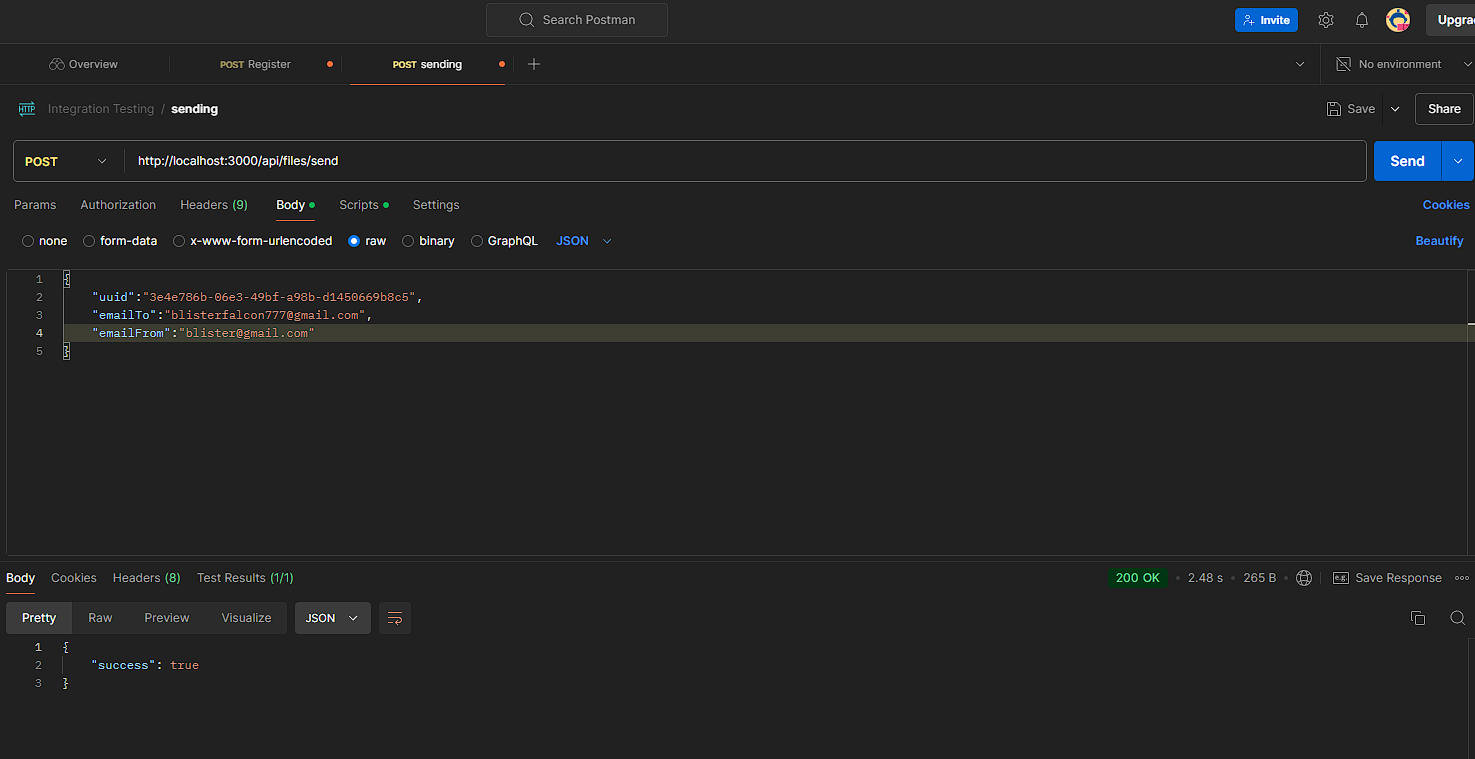 Search Postman
Invite
Upgra
Overview
POST Register
POST sending
No environment
HTTP Integration Testing / sending
Save
Share
POST
http://localhost:3000/api/files/send
Send
Params Authorization Headers (9) Body Scripts Settings
Cookies
none form-data x-www-form-urlencoded raw binary GraphQL JSON
Beautify
1 {
2 "uuid":"3e4e786b-06e3-49bf-a98b-d1450669b8c5",
3 "emailTo":"blisterfalcon777@gmail.com",
4 "emailFrom":"blister@gmail.com"
5 }
Body Cookies Headers (8) Test Results (1/1)
200 OK • 2.48 s • 265 B • e.g. Save Response
Pretty Raw Preview Visualize JSON
1 {
2 "success": true
3 }